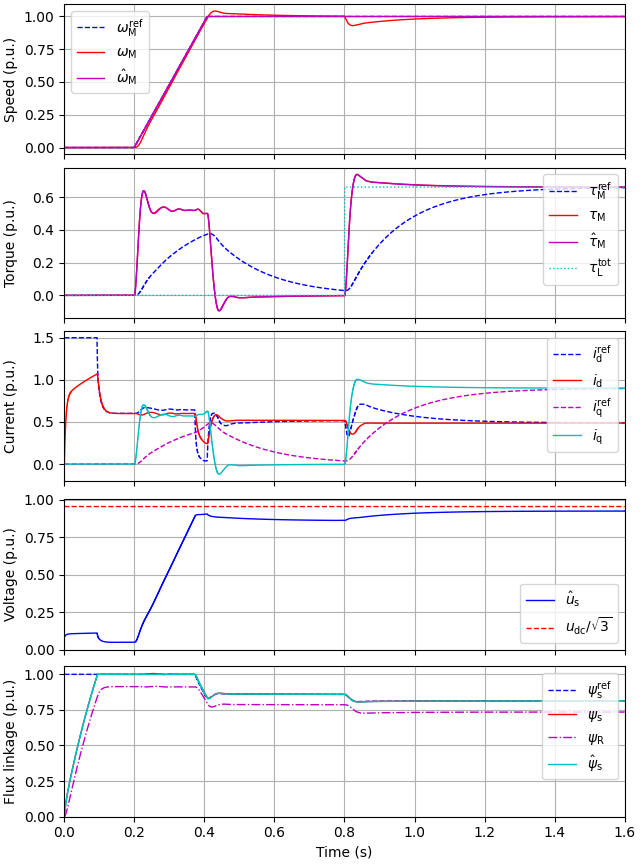 Speed (p.u.)
1.00
0.75
0.50
0.25
0.00
ω_M^ref
ω_M
ω̂_M
Torque (p.u.)
0.6
0.4
0.2
0.0
τ_M^ref
τ_M
τ̂_M
τ_L^tot
Current (p.u.)
1.5
1.0
0.5
0.0
i_d^ref
i_d
i_q^ref
i_q
Voltage (p.u.)
1.00
0.75
0.50
0.25
0.00
û_s
u_dc/√3
Flux linkage (p.u.)
1.00
0.75
0.50
0.25
0.00
ψ_s^ref
ψ_s
ψ_R
ψ̂_s
0.0 0.2 0.4 0.6 0.8 1.0 1.2 1.4 1.6
Time (s)